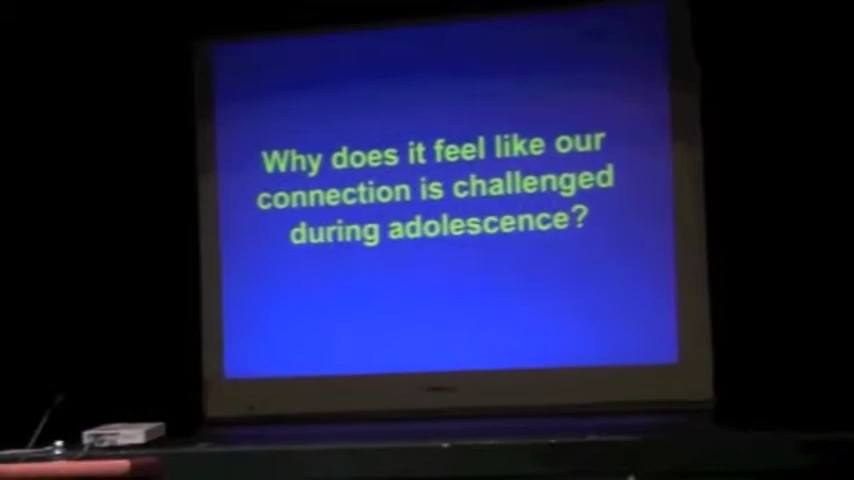 Why does it feel like our
connection is challenged
during adolescence?